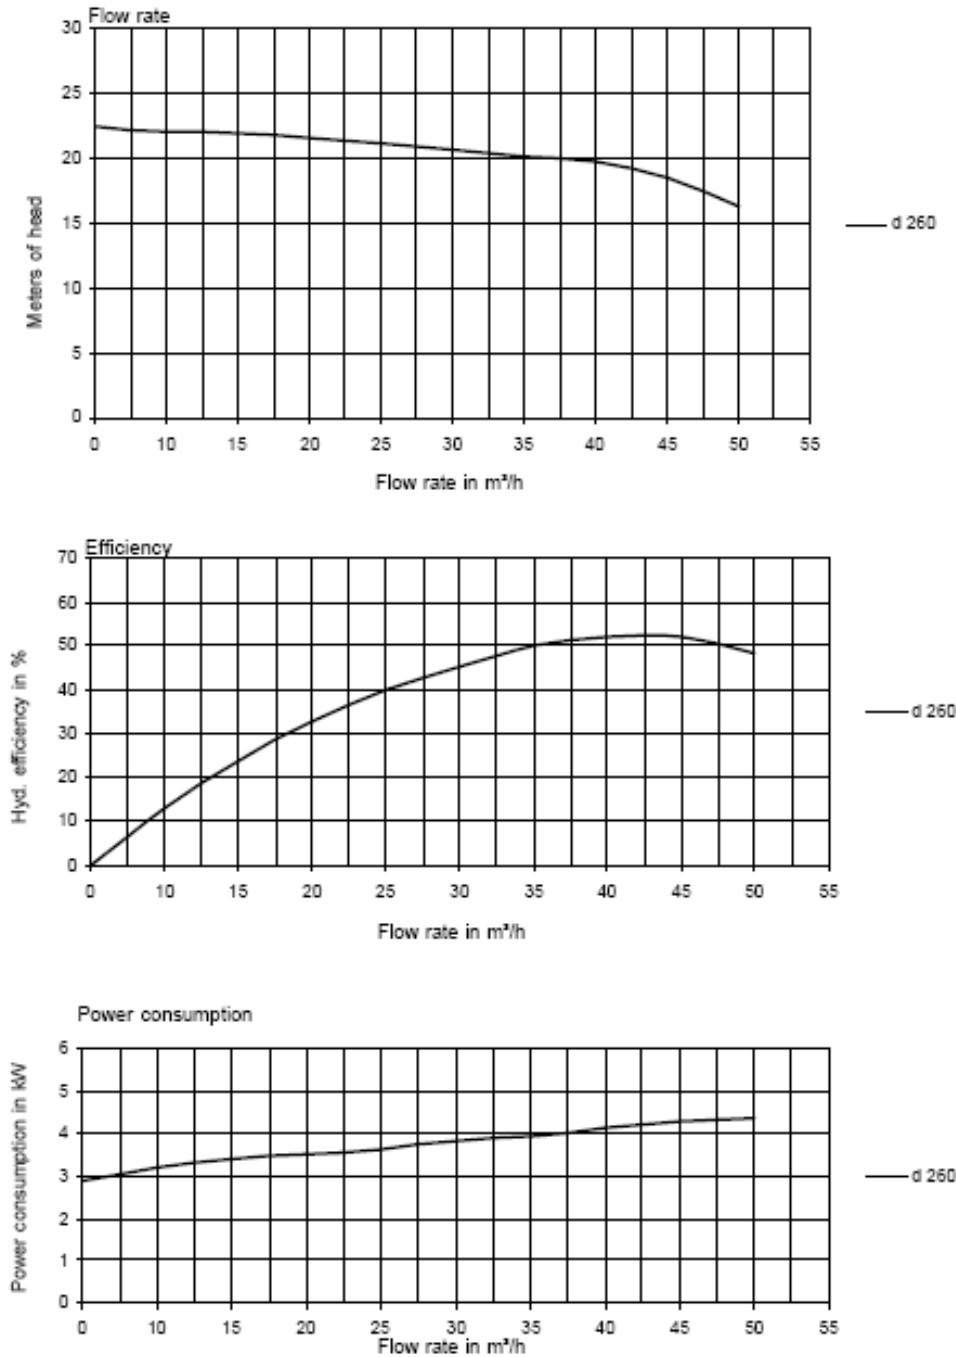 Flow rate
30
25
20
15
10
5
0
Meters of head
0 10 15 20 25 30 35 40 45 50 55
Flow rate in m³/h
d 260
Efficiency
70
60
50
40
30
20
10
0
Hyd. efficiency in %
0 10 15 20 25 30 35 40 45 50 55
Flow rate in m³/h
d 260
Power consumption
6
5
4
3
2
1
0
Power consumption in kW
0 10 15 20 25 30 35 40 45 50 55
Flow rate in m³/h
d 260